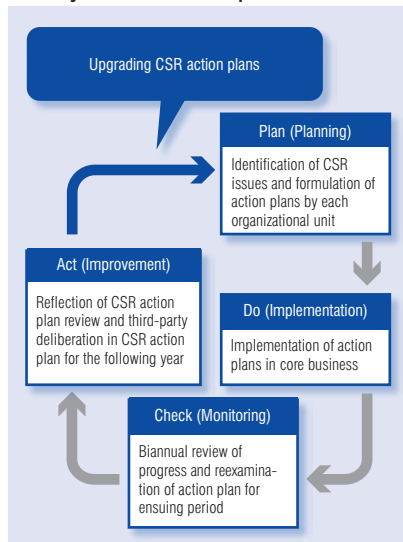 Upgrading CSR action plans
Plan (Planning)
Identification of CSR
issues and formulation of
action plans by each
organizational unit
Do (Implementation)
Implementation of action
plans in core business
Check (Monitoring)
Biannual review of
progress and reexamina-
tion of action plan for
ensuing period
Act (Improvement)
Reflection of CSR action
plan review and third-party
deliberation in CSR action
plan for the following year